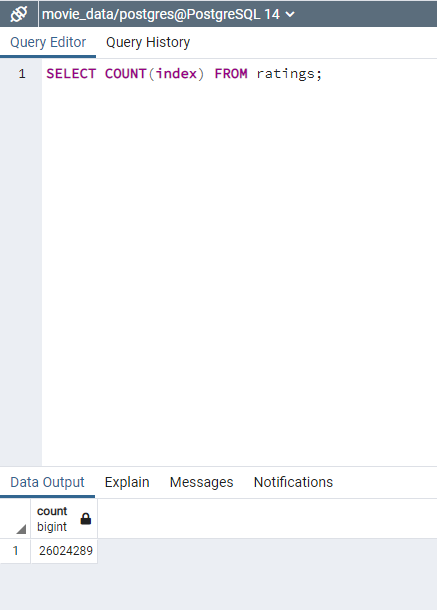 movie_data/postgres@PostgreSQL 14
Query Editor Query History
1 SELECT COUNT(index) FROM ratings;
Data Output Explain Messages Notifications
count
bigint
1 26024289